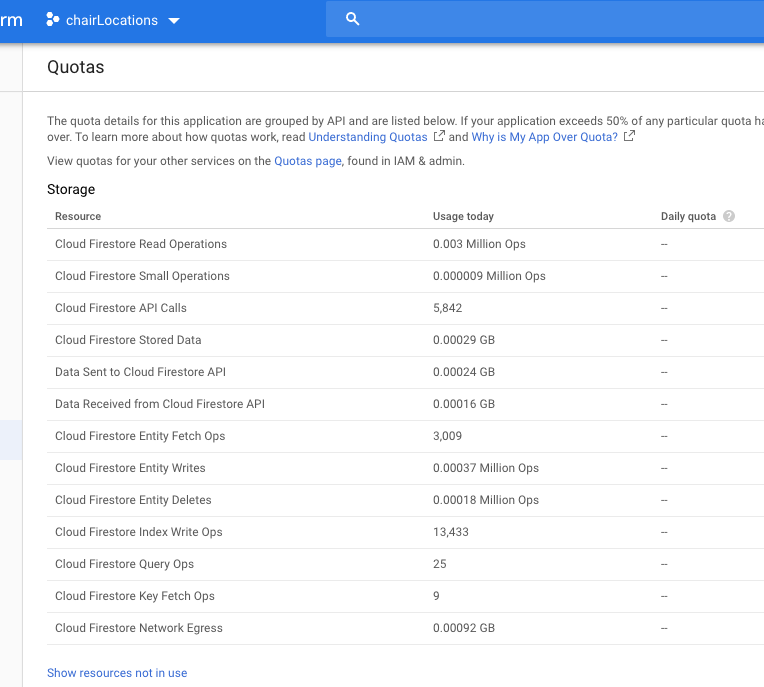 rm chairLocations
Quotas
The quota details for this application are grouped by API and are listed below. If your application exceeds 50% of any particular quota ha
over. To learn more about how quotas work, read Understanding Quotas and Why is My App Over Quota?
View quotas for your other services on the Quotas page, found in IAM & admin.
Storage
Resource Usage today Daily quota ?
Cloud Firestore Read Operations 0.003 Million Ops --
Cloud Firestore Small Operations 0.000009 Million Ops --
Cloud Firestore API Calls 5,842 --
Cloud Firestore Stored Data 0.00029 GB --
Data Sent to Cloud Firestore API 0.00024 GB --
Data Received from Cloud Firestore API 0.00016 GB --
Cloud Firestore Entity Fetch Ops 3,009 --
Cloud Firestore Entity Writes 0.00037 Million Ops --
Cloud Firestore Entity Deletes 0.00018 Million Ops --
Cloud Firestore Index Write Ops 13,433 --
Cloud Firestore Query Ops 25 --
Cloud Firestore Key Fetch Ops 9 --
Cloud Firestore Network Egress 0.00092 GB --
Show resources not in use